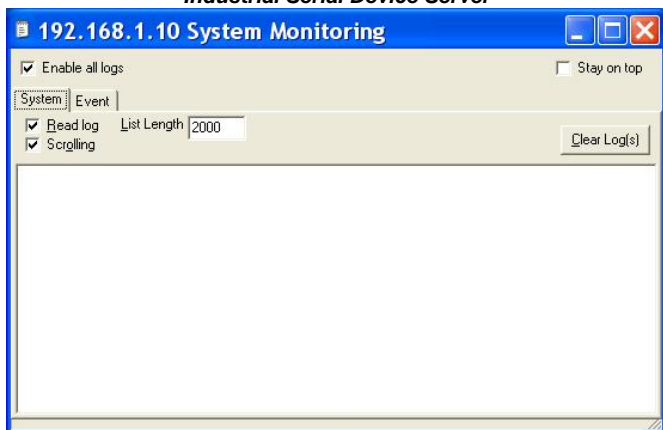 Industrial Serial Device Server
192.168.1.10 System Monitoring
Enable all logs
Stay on top
System
Event
Read log
List Length
2000
Scrolling
Clear Log(s)